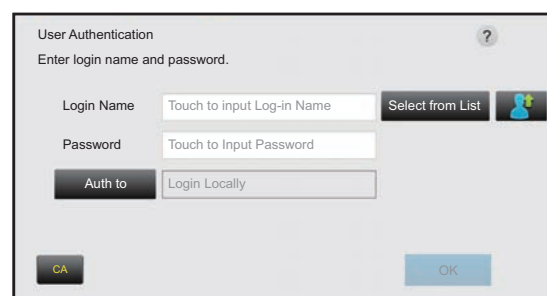 User Authentication
?
Enter login name and password.
Login Name Touch to input Log-in Name Select from List
Password Touch to Input Password
Auth to Login Locally
CA OK